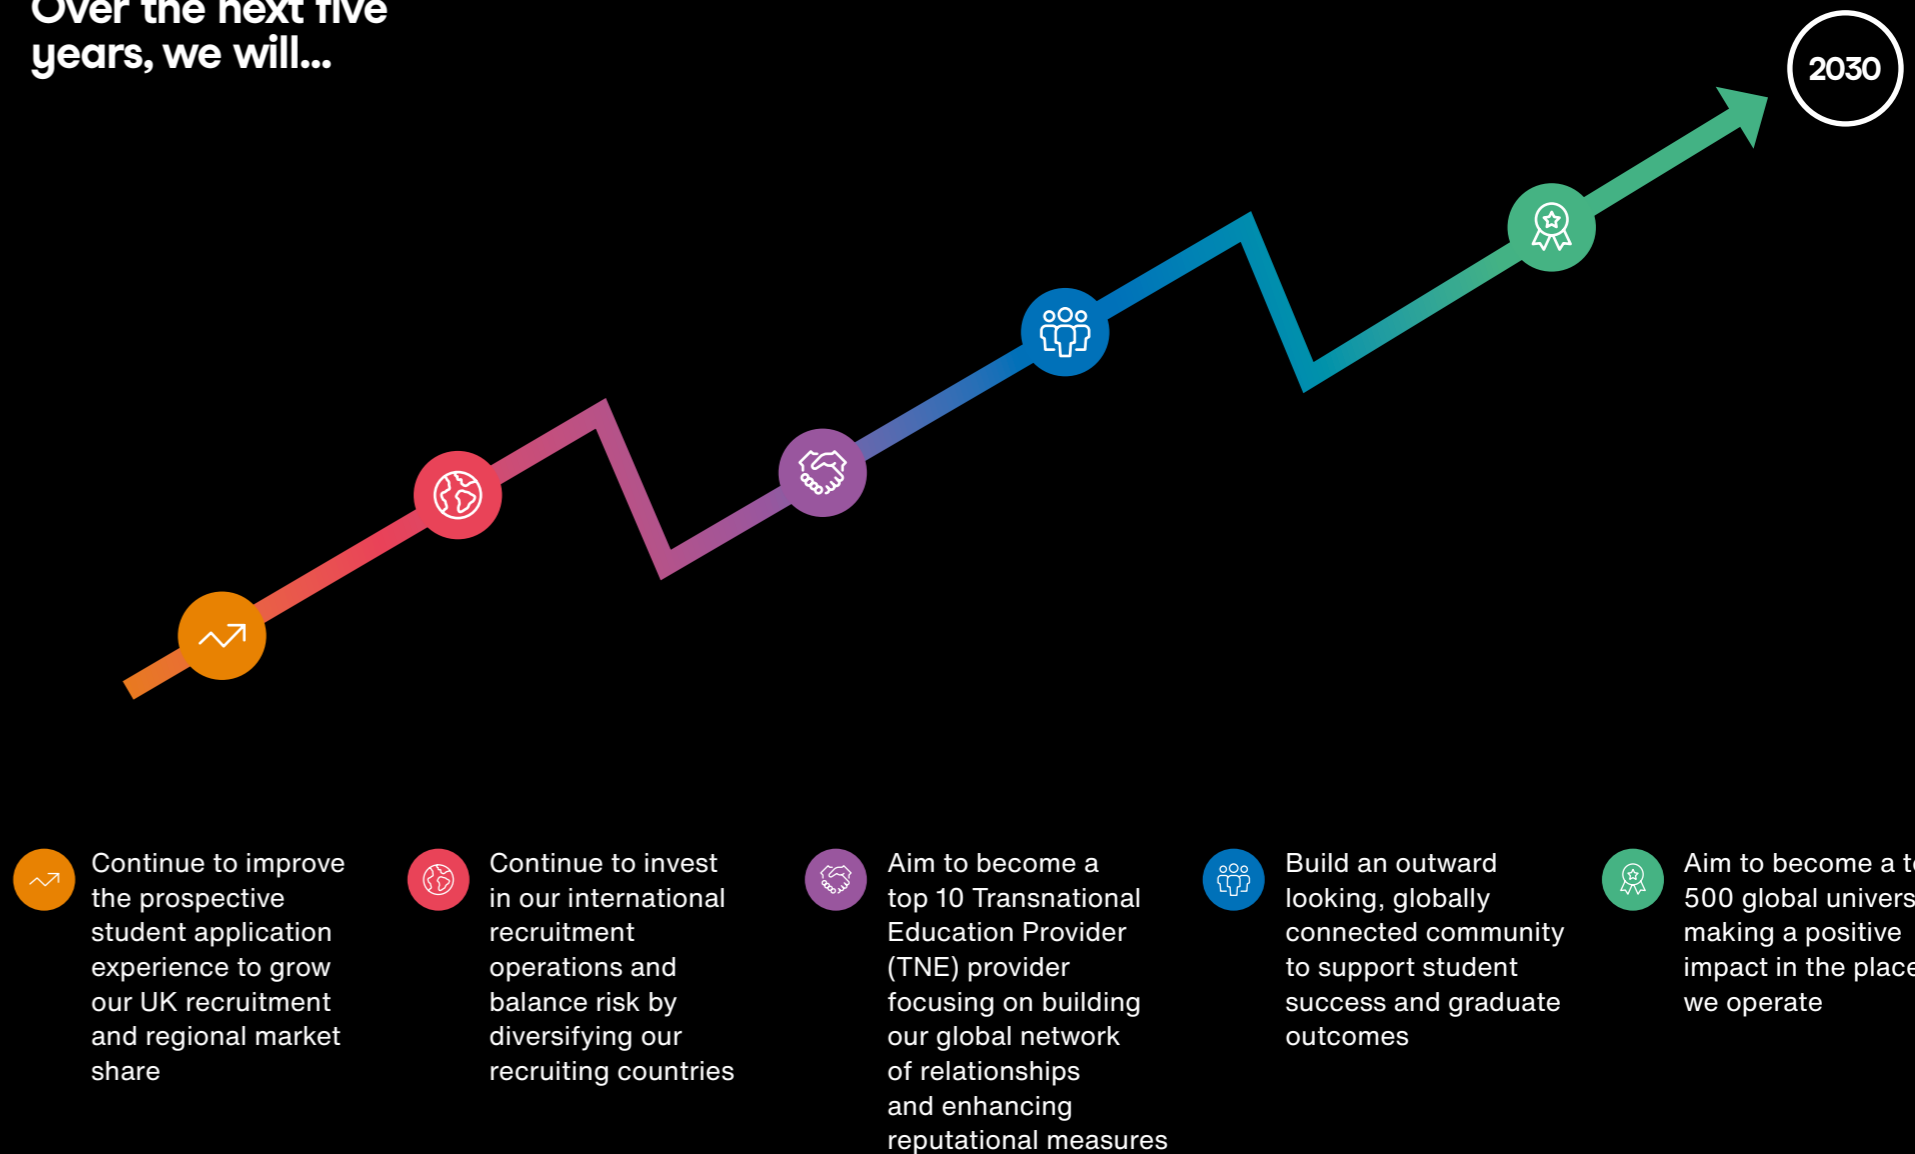 Over the next five
years, we will...
2030
Continue to improve
the prospective
student application
experience to grow
our UK recruitment
and regional market
share
Continue to invest
in our international
recruitment
operations and
balance risk by
diversifying our
recruiting countries
Aim to become a
top 10 Transnational
Education Provider
(TNE) provider
focusing on building
our global network
of relationships
and enhancing
reputational measures
Build an outward
looking, globally
connected community
to support student
success and graduate
outcomes
Aim to become a
500 global
making a positive
impact in the
we operate